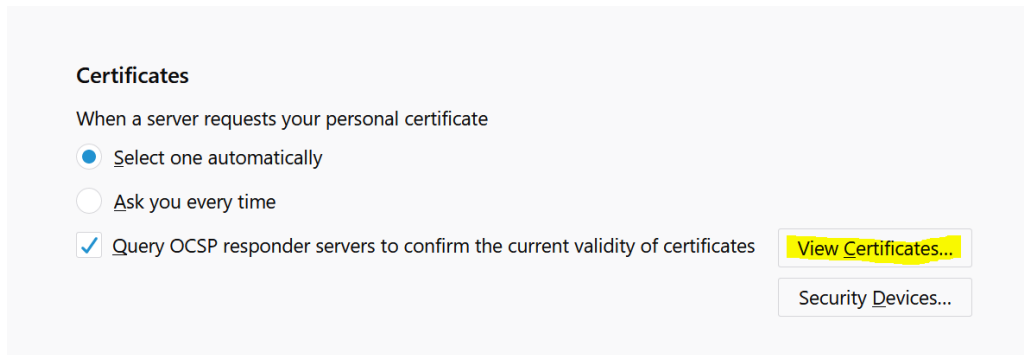 Certificates
When a server requests your personal certificate
Select one automatically
Ask you every time
Query OCSP responder servers to confirm the current validity of certificates
View Certificates...
Security Devices...